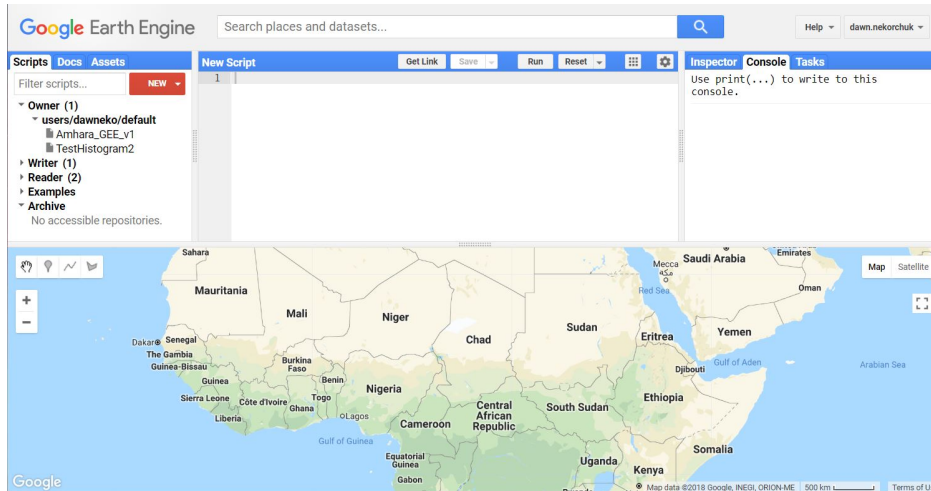 Google Earth Engine
Search places and datasets...
Help
dawn.nekorchuk
Scripts Docs Assets
Filter scripts...
NEW
Owner (1)
users/dawneko/default
Amhara_GEE_v1
TestHistogram2
Writer (1)
Reader (2)
Examples
Archive
No accessible repositories.
New Script
Get Link Save Run Reset
1
Inspector Console Tasks
Use print(...) to write to this
console.
Map Satellite
Sahara
Mauritania
Mali
Niger
Chad
Sudan
Eritrea
Yemen
Mecca
مكة
Saudi Arabia
Emirates
Oman
Red Sea
Dakar
Senegal
The Gambia
Guinea-Bissau
Guinea
Sierra Leone
Liberia
Burkina
Faso
Côte d'Ivoire
Ghana
Togo
Benin
Lagos
Nigeria
Cameroon
Central
African
Republic
South Sudan
Ethiopia
Djibouti
Gulf of Aden
Arabian Sea
Gulf of Guinea
Equatorial
Guinea
Gabon
Uganda
Kenya
Somalia
Google
Map data ©2018 Google, INEGI, ORION-ME
500 km
Terms of U